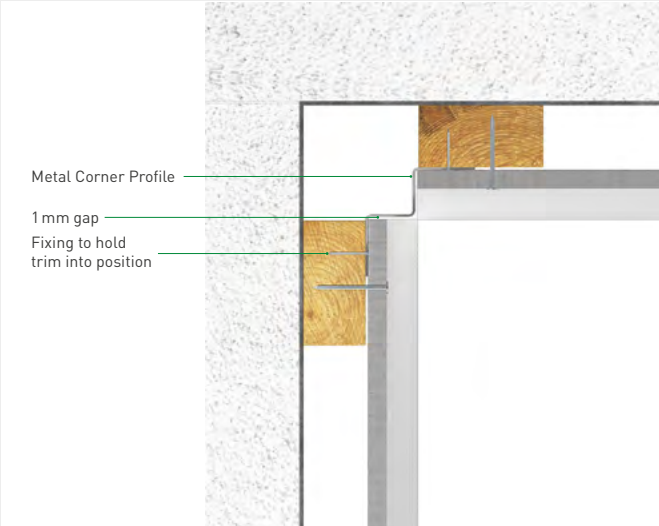 Metal Corner Profile
1 mm gap
Fixing to hold
trim into position